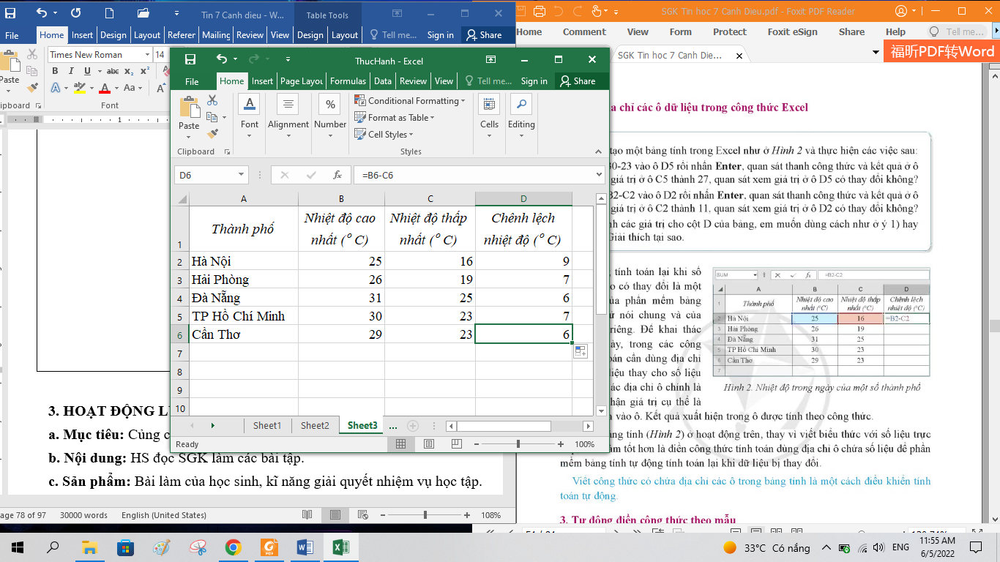 Tin 7 Canh dieu - W...
Table Tools
File Home Insert Design Layout Referer Mailing Review View Design Layout Tell me... Sign in Share
Times New Roman 14
Paste
B I U abc x₂ x²
Font
SGK Tin hoc 7 Canh Dieu.pdf - Foxit PDF Reader
Home Comment View Form Protect Foxit eSign Share Help Tell me...
SGK Tin hoc 7 Canh Die...
福昕PDF转Word
ThucHanh - Excel
File Home Insert Page Layou Formulas Data Review View Tell me... Sign in Share
Paste Font Alignment Number Conditional Formatting Cells Editing
Format as Table
Cell Styles
Clipboard Styles
D6 fx =B6-C6
A B C D
1 Thành phố Nhiệt độ cao nhất (° C) Nhiệt độ thấp nhất (° C) Chênh lệch nhiệt độ (° C)
2 Hà Nội 25 16 9
3 Hải Phòng 26 19 7
4 Đà Nẵng 31 25 6
5 TP Hồ Chí Minh 30 23 7
6 Cần Thơ 29 23 6
7
8
9
10
Sheet1 Sheet2 Sheet3 ...
Ready 100%
3. HOẠT ĐỘNG L
a. Mục tiêu: Củng c
b. Nội dung: HS đọc SGK làm các bài tập.
c. Sản phẩm: Bài làm của học sinh, kĩ năng giải quyết nhiệm vụ học tập.
age 78 of 97 30000 words English (United States) 108%
a chỉ các ô dữ liệu trong công thức Excel
tạo một bảng tính trong Excel như ở Hình 2 và thực hiện các việc sau:
30-23 vào ô D5 rồi nhấn Enter, quan sát thanh công thức và kết quả ở ô
giá trị ở ô C5 thành 27, quan sát xem giá trị ở ô D5 có thay đổi không?
B2-C2 vào ô D2 rồi nhấn Enter, quan sát thanh công thức và kết quả ở ô
giá trị ở ô C2 thành 11, quan sát xem giá trị ở ô D2 có thay đổi không?
nh các giá trị cho cột D của bảng, em muốn dùng cách như ở ý 1) hay
Giải thích tại sao.
g tính toán lại khi số
o có thay đổi là một
ủa phần mềm bảng
ử nói chung và của
riêng. Để khai thác
ày, trong các công
oán cần dùng địa chỉ
liệu thay cho số liệu
ác địa chỉ ô chính là
hận giá trị cụ thể là
n vào ô. Kết quả xuất hiện trong ô được tính theo công thức.
SUM fx =B2-C2
A B C D
1 Thành phố Nhiệt độ cao nhất (°C) Nhiệt độ thấp nhất (°C) Chênh lệch nhiệt độ (°C)
2 Hà Nội 25 16 =B2-C2
3 Hải Phòng 26 19
4 Đà Nẵng 31 25
5 TP Hồ Chí Minh 30 23
6 Cần Thơ 29 23
7
Hình 2. Nhiệt độ trong ngày của một số thành phố
ảng tính (Hình 2) ở hoạt động trên, thay vì viết biểu thức với số liệu trực
àm tốt hơn là điền công thức tính toán dùng địa chỉ ô chứa số liệu để phần
mềm bảng tính tự động tính toán lại khi dữ liệu bị thay đổi.
Viết công thức có chứa địa chỉ các ô trong bảng tính là một cách điều khiển tính
toán tự động.
3. Tự động điền công thức theo mẫu
33°C Có nắng ENG 11:55 AM
6/5/2022